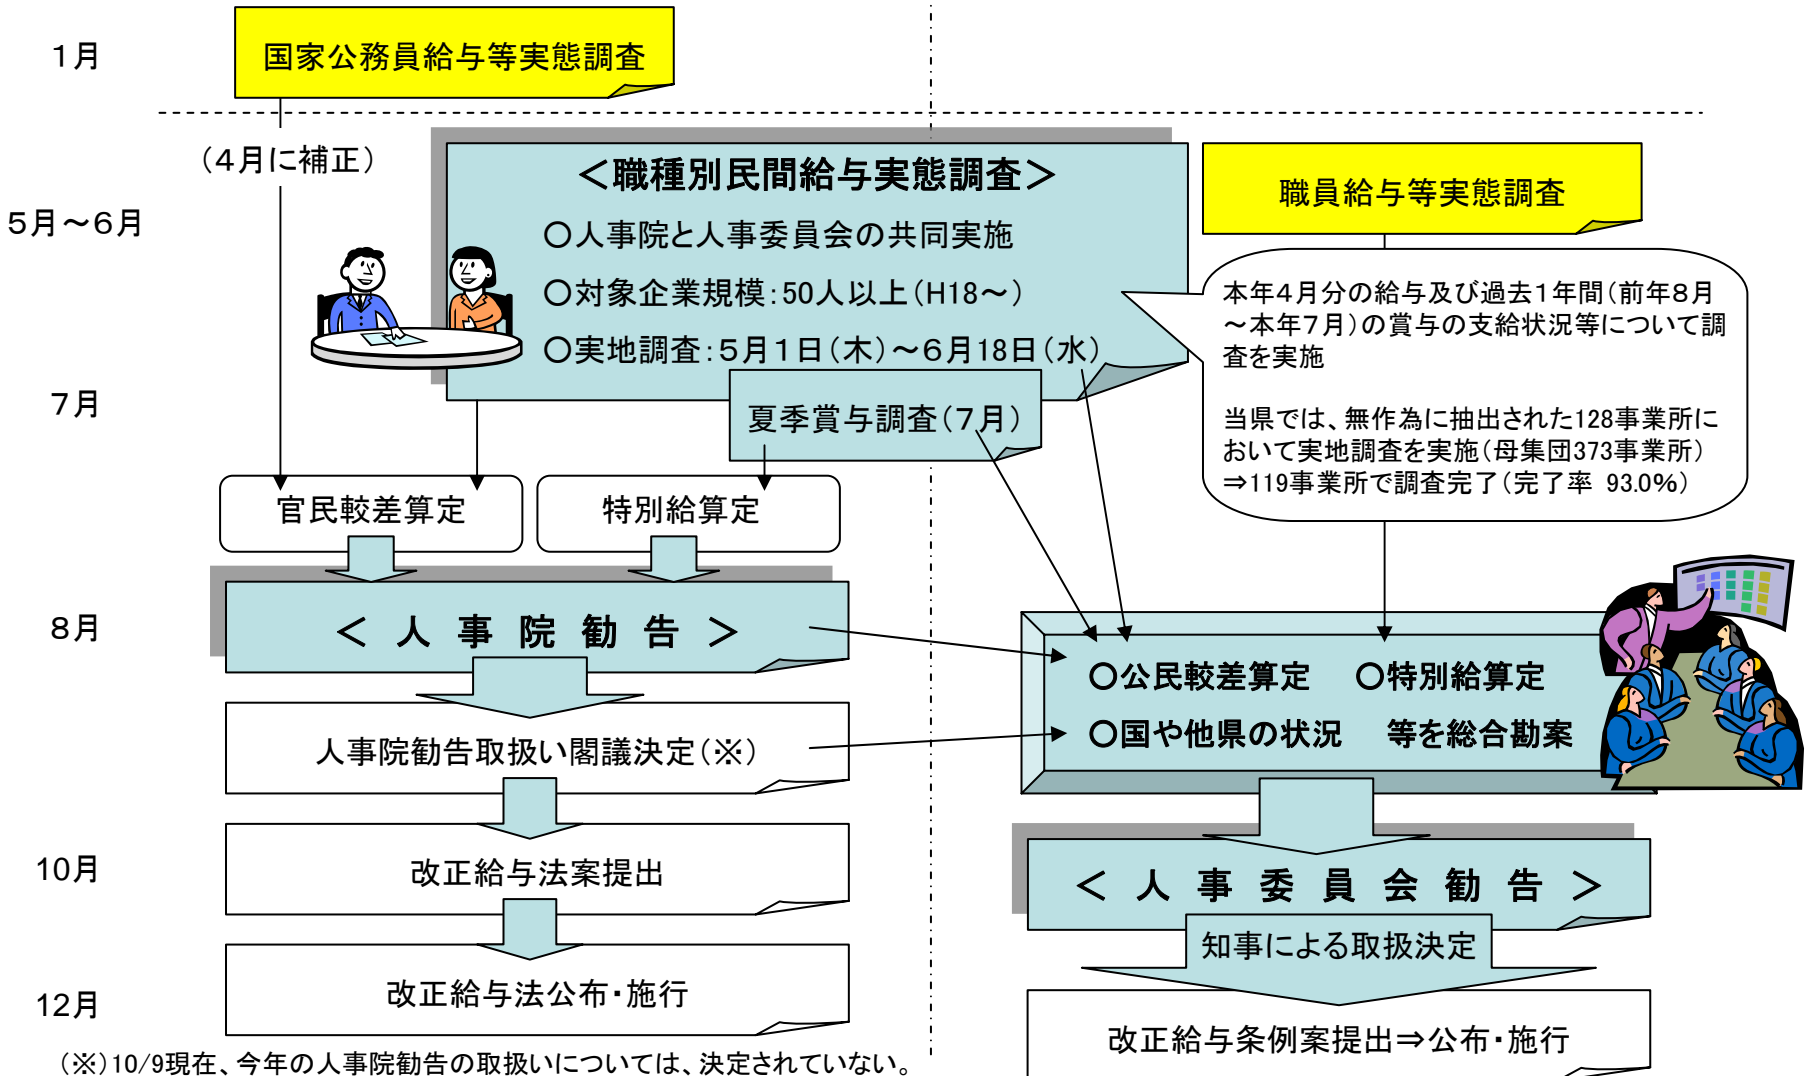 1月
国家公務員給与等実態調査
(4月に補正)
5月～6月
＜職種別民間給与実態調査＞
○人事院と人事委員会の共同実施
○対象企業規模：50人以上（H18～）
○実地調査：5月1日（木）～6月18日（水）
職員給与等実態調査
本年4月分の給与及び過去1年間（前年8月
～本年7月）の賞与の支給状況等について調
査を実施
当県では、無作為に抽出された128事業所に
おいて実地調査を実施（母集団373事業所）
⇒119事業所で調査完了（完了率 93.0％）
7月
夏季賞与調査（7月）
官民較差算定
特別給算定
8月
＜ 人 事 院 勧 告 ＞
○公民較差算定　○特別給算定
○国や他県の状況　等を総合勘案
人事院勧告取扱い閣議決定（※）
10月
改正給与法案提出
＜ 人 事 委 員 会 勧 告 ＞
知事による取扱決定
12月
改正給与法公布・施行
改正給与条例案提出⇒公布・施行
（※）10/9現在、今年の人事院勧告の取扱いについては、決定されていない。